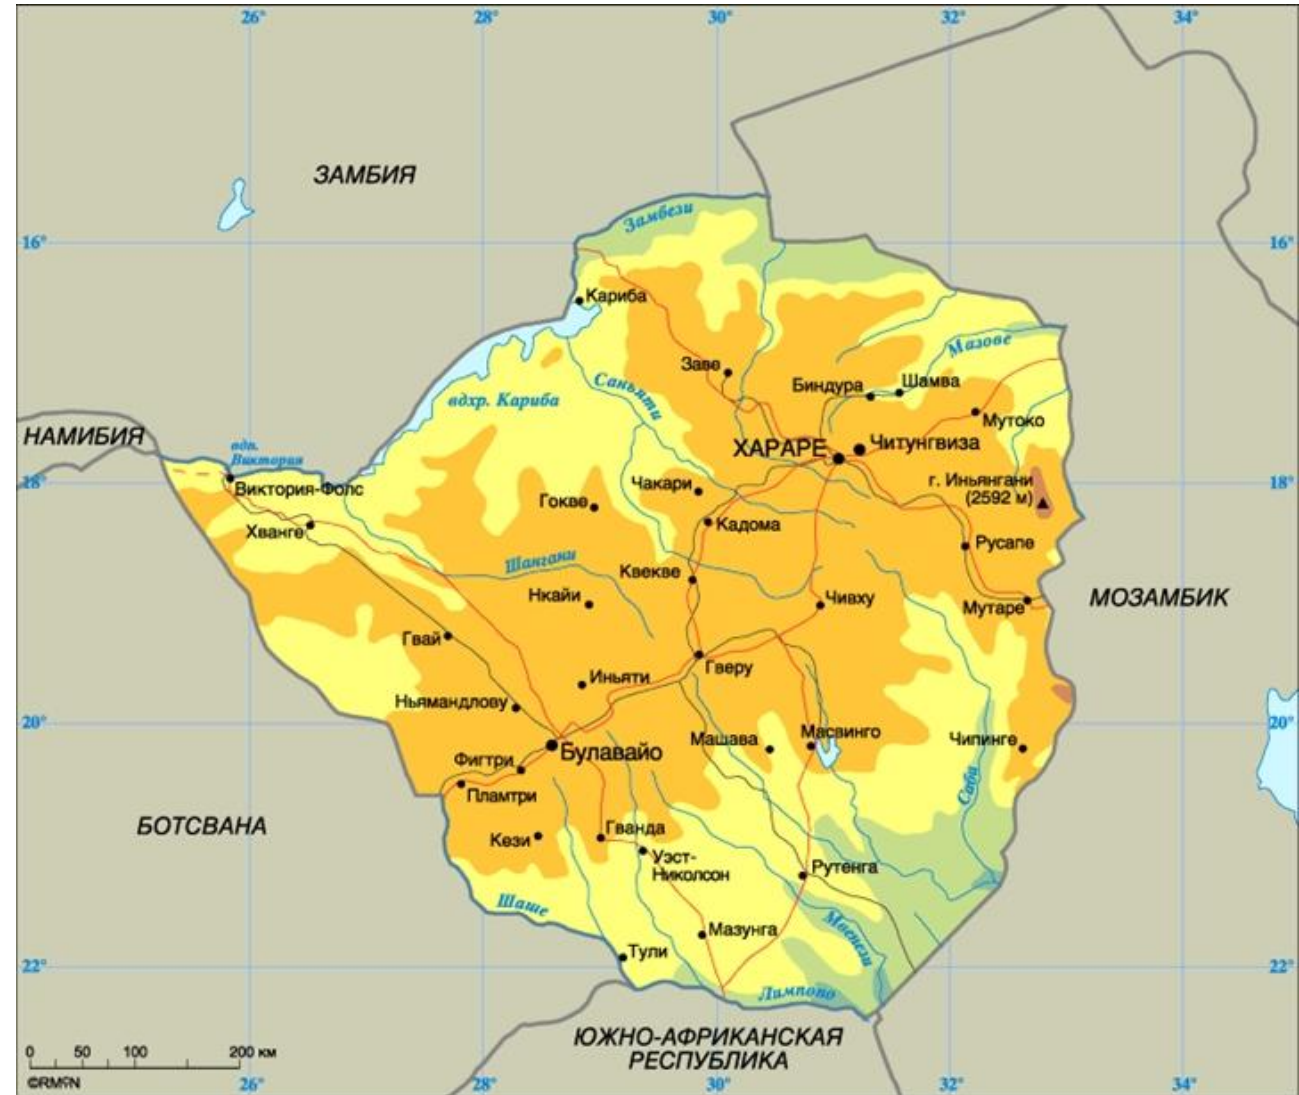 26°
28°
30°
32°
34°
ЗАМБИЯ
Замбези
16°
16°
Кариба
Мазове
Заве
Саньяти
Биндура
Шамва
вдхр. Кариба
Мутоко
НАМИБИЯ
ХАРАРЕ
Читунгвиза
вдп.
Виктория
18°
18°
Виктория-Фолс
Чакари
г. Иньянгани
(2592 м)
Гокве
Хванге
Кадома
Русапе
Шангани
Квекве
Нкайи
Чивху
Мутаре
МОЗАМБИК
Гвай
Гверу
Иньяти
Ньямандлову
20°
20°
Машава
Масвинго
Чипинге
Булавайо
Фигтри
Пламтри
Саби
БОТСВАНА
Гванда
Кези
Уэст-
Николсон
Рутенга
Шаше
Мвенези
Мазунга
Тули
22°
22°
Лимпопо
ЮЖНО-АФРИКАНСКАЯ
РЕСПУБЛИКА
0 50 100 200 км
26°
28°
30°
32°
34°